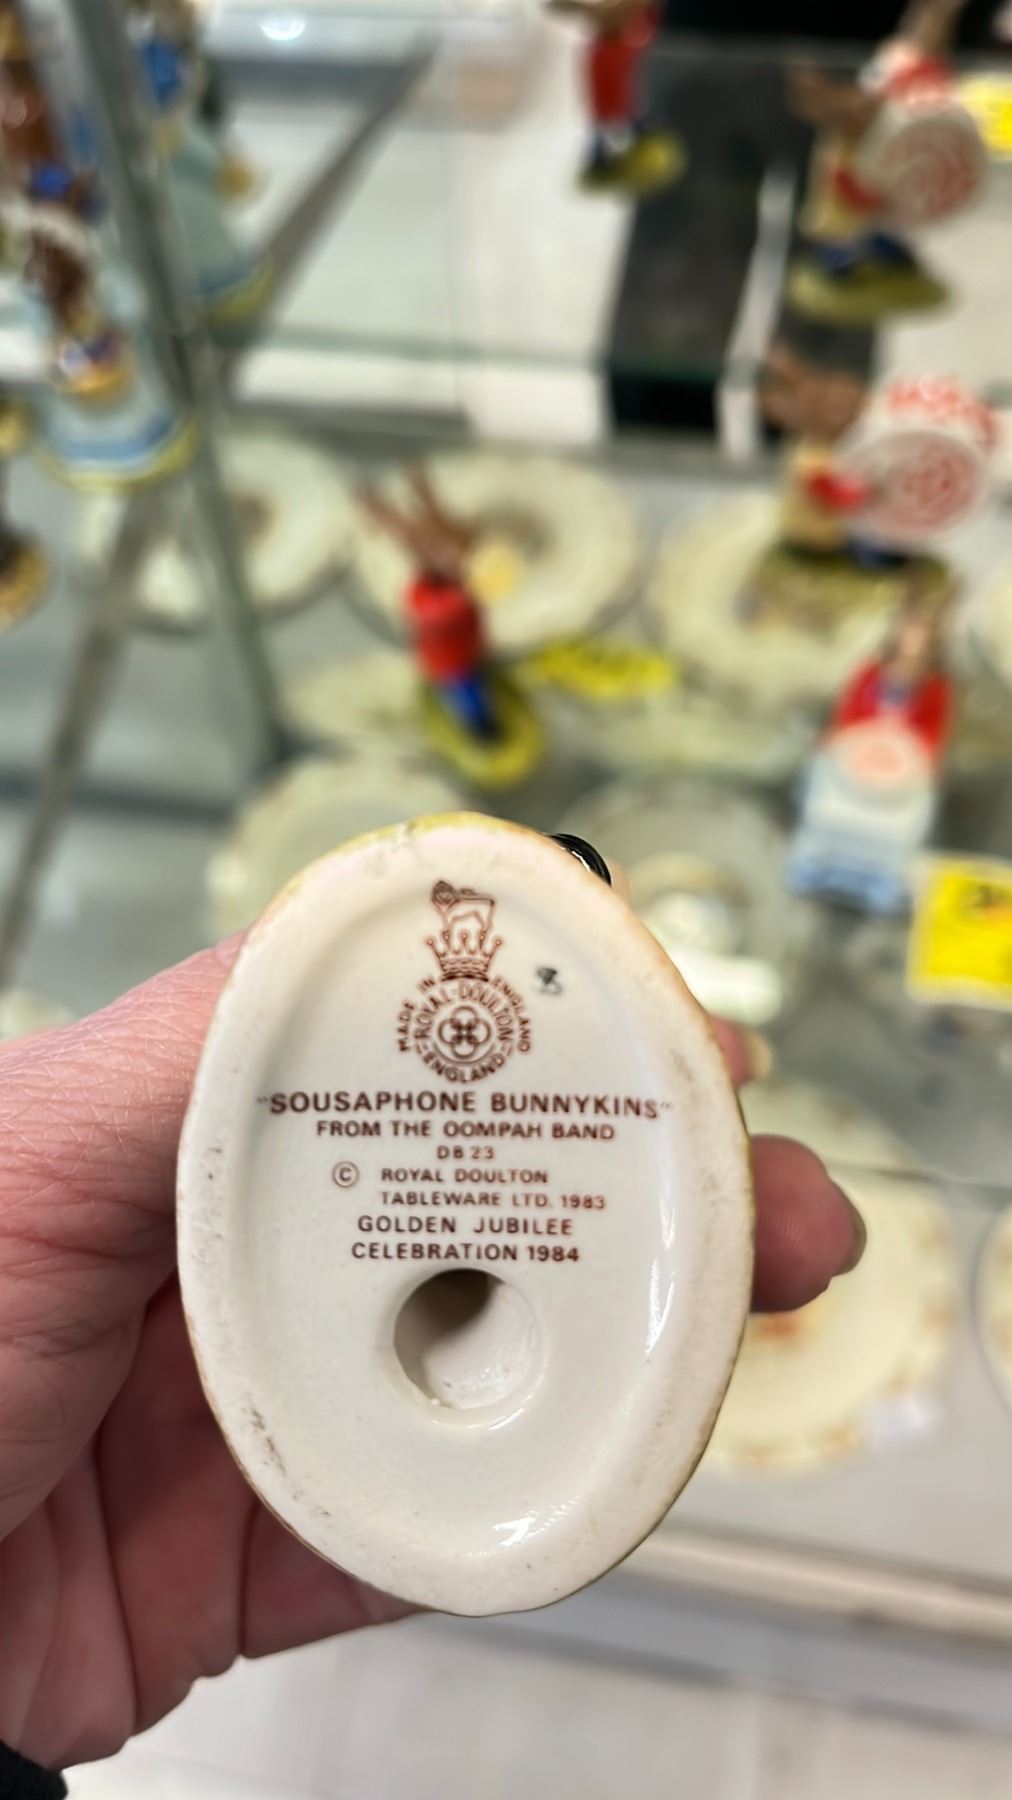 MADE IN ENGLAND
ROYAL·DOULTON
ENGLAND
"SOUSAPHONE BUNNYKINS"
FROM THE OOMPAH BAND
DB 23
© ROYAL DOULTON
TABLEWARE LTD. 1983
GOLDEN JUBILEE
CELEBRATION 1984